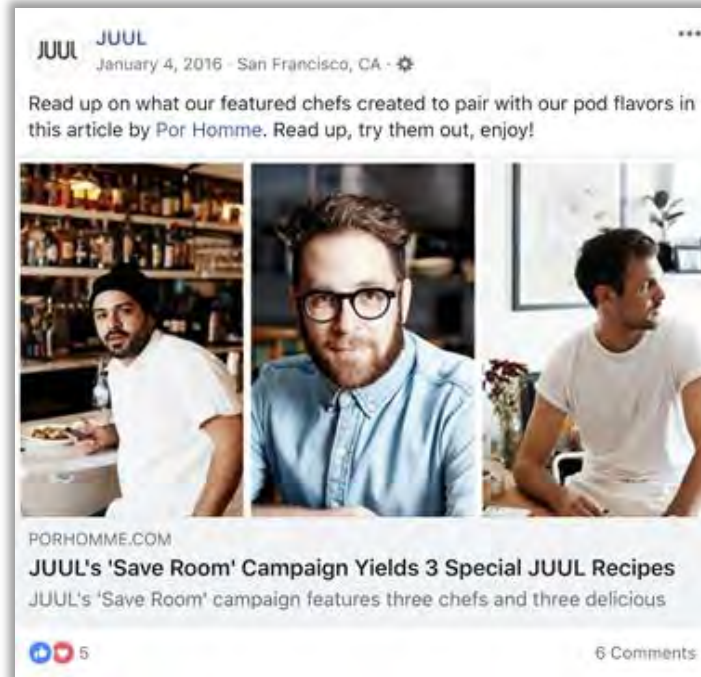 JUUL
JUUL
January 4, 2016 · San Francisco, CA ·
Read up on what our featured chefs created to pair with our pod flavors in
this article by Por Homme. Read up, try them out, enjoy!
PORHOMME.COM
JUUL's 'Save Room' Campaign Yields 3 Special JUUL Recipes
JUUL's 'Save Room' campaign features three chefs and three delicious
5
6 Comments